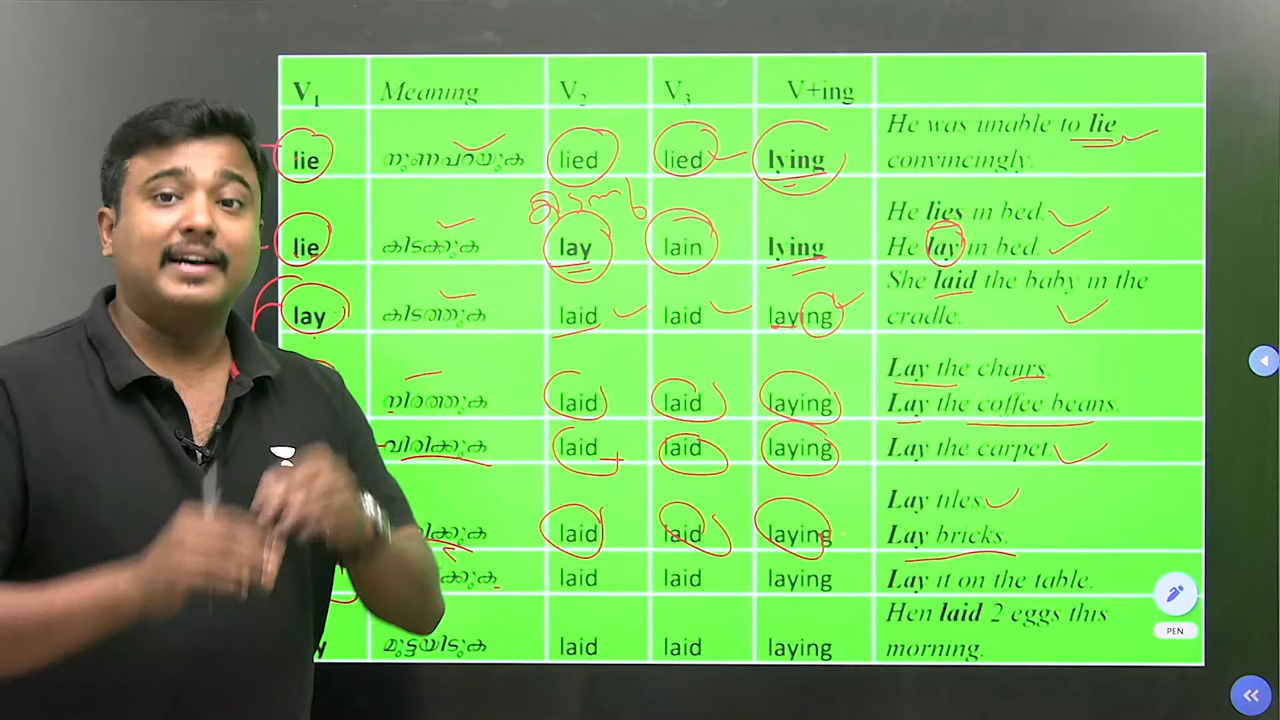 V1 Meaning V2 V3 V+ing
lie നുണപറയുക lied lied lying He was unable to lie
convincingly.
കിടന്നു
lie കിടക്കുക lay lain lying He lies in bed.
He lay in bed.
lay കിടത്തുക laid laid laying She laid the baby in the
cradle.
നിരത്തുക laid laid laying Lay the chairs.
Lay the coffee beans.
വിരിക്കുക laid laid laying Lay the carpet.
laid laid laying Lay tiles
Lay bricks.
laid laid laying Lay it on the table.
മുട്ടയിടുക laid laid laying Hen laid 2 eggs this
morning.
PEN